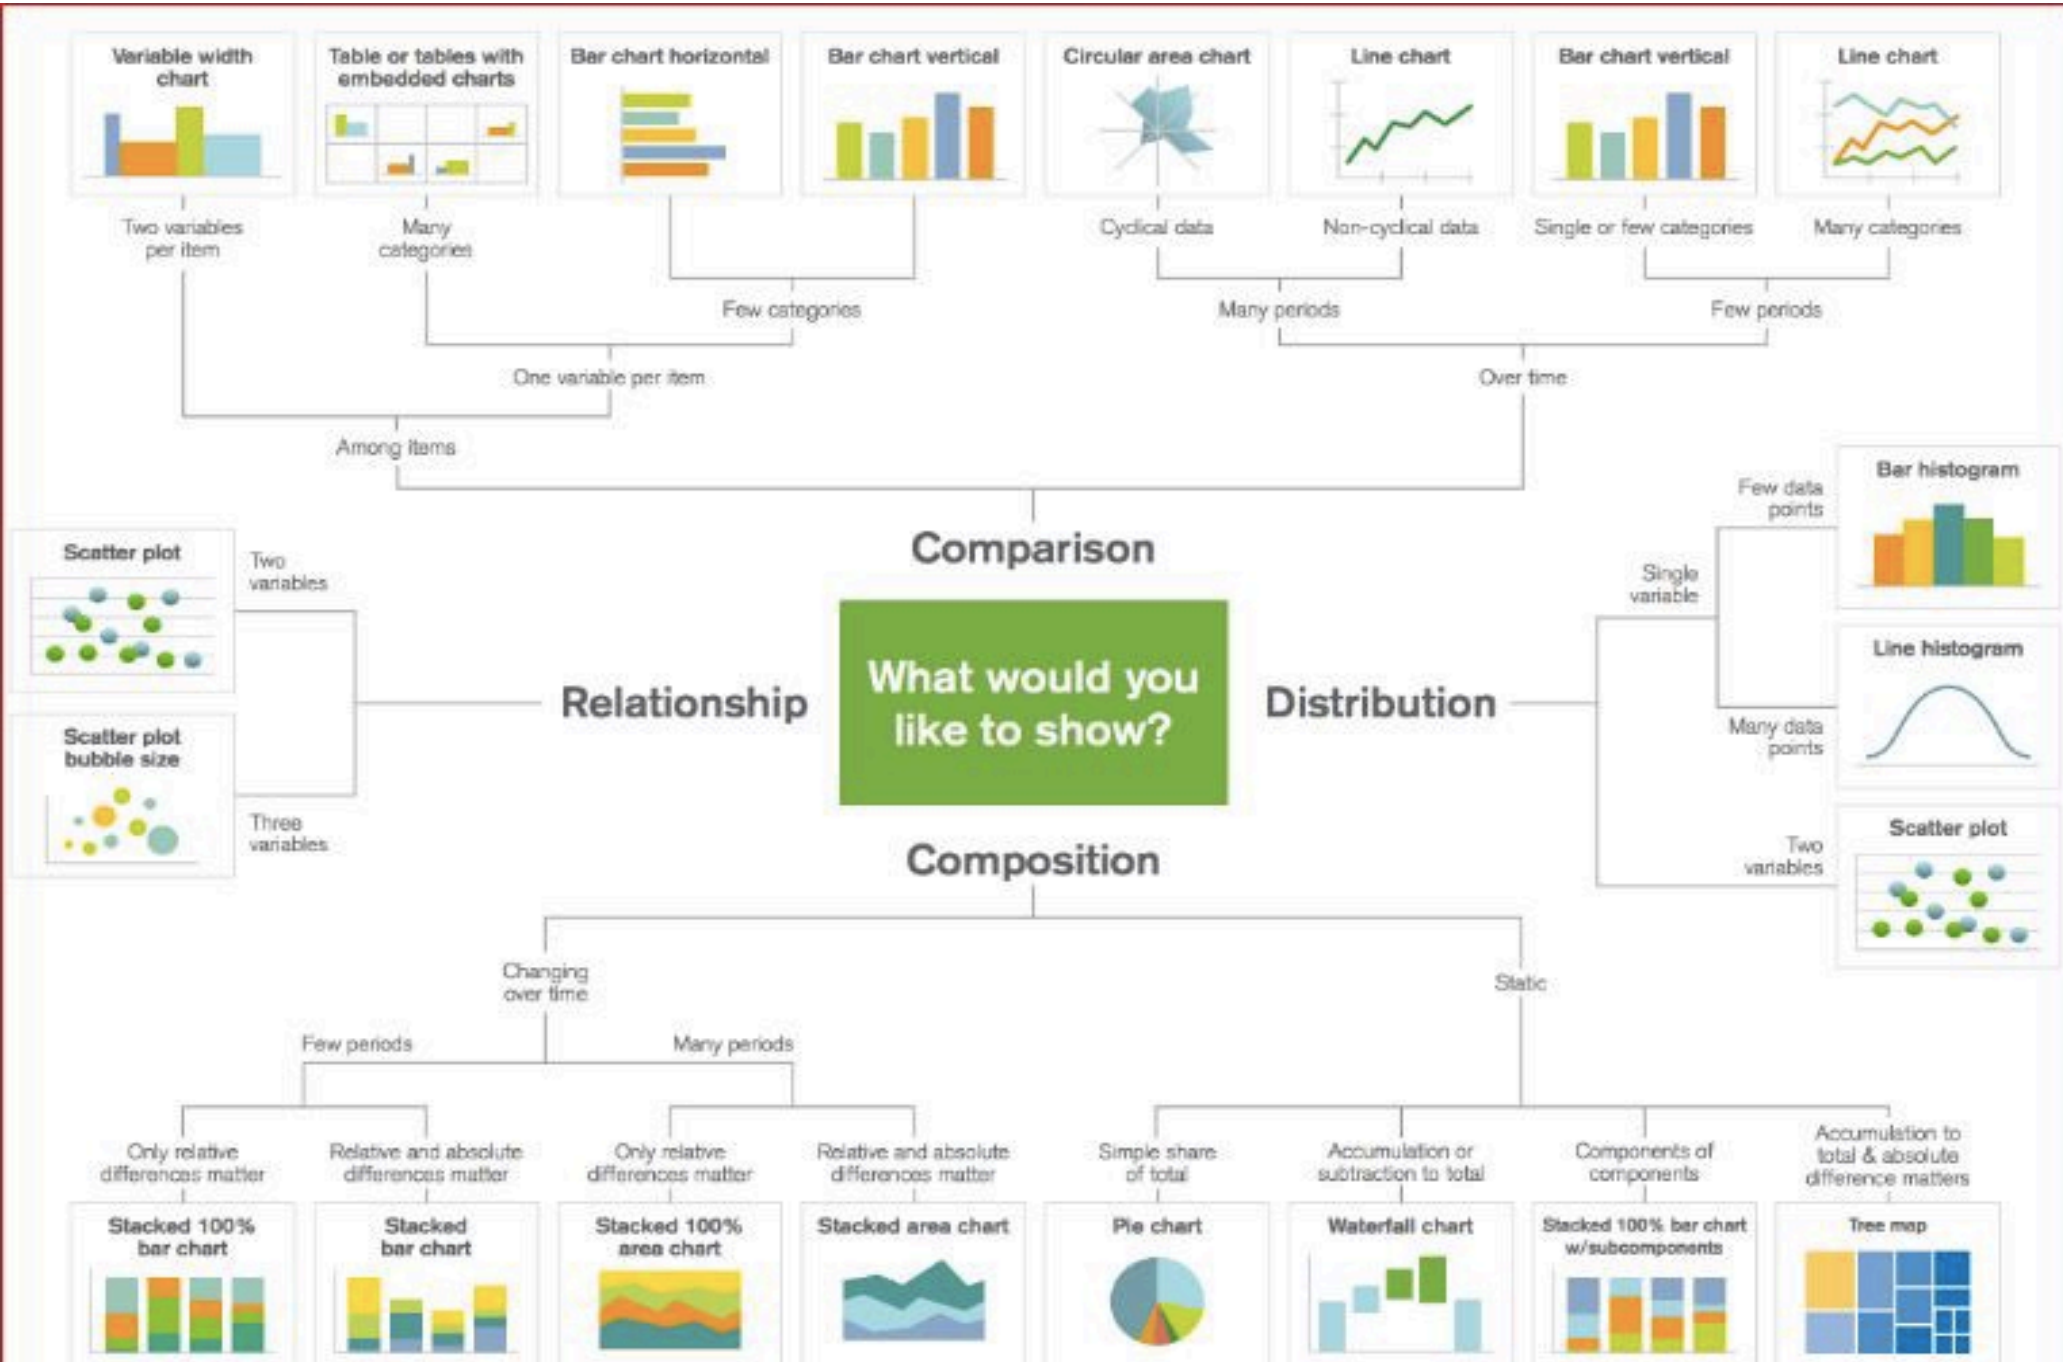 Variable width
chart
Table or tables with
embedded charts
Bar chart horizontal
Bar chart vertical
Circular area chart
Line chart
Bar chart vertical
Line chart
Two variables
per item
Many
categories
Cyclical data
Non-cyclical data
Single or few categories
Many categories
Few categories
Many periods
Few periods
One variable per item
Over time
Among items
Comparison
Scatter plot
Two
variables
Scatter plot
bubble size
Three
variables
Relationship
What would you
like to show?
Distribution
Single
variable
Few data
points
Bar histogram
Many data
points
Line histogram
Two
variables
Scatter plot
Composition
Changing
over time
Static
Few periods
Many periods
Only relative
differences matter
Relative and absolute
differences matter
Only relative
differences matter
Relative and absolute
differences matter
Simple share
of total
Accumulation or
subtraction to total
Components of
components
Accumulation to
total & absolute
difference matters
Stacked 100%
bar chart
Stacked
bar chart
Stacked 100%
area chart
Stacked area chart
Pie chart
Waterfall chart
Stacked 100% bar chart
w/subcomponents
Tree map